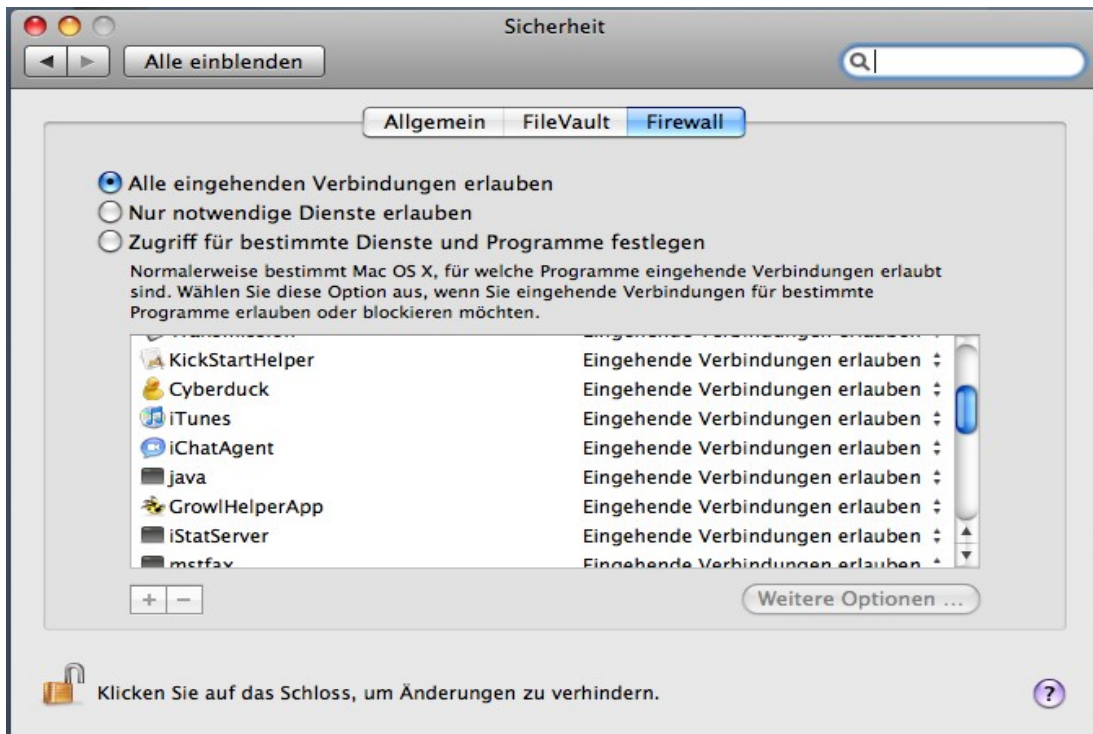 Sicherheit
Alle einblenden
Allgemein FileVault Firewall
Alle eingehenden Verbindungen erlauben
Nur notwendige Dienste erlauben
Zugriff für bestimmte Dienste und Programme festlegen
Normalerweise bestimmt Mac OS X, für welche Programme eingehende Verbindungen erlaubt
sind. Wählen Sie diese Option aus, wenn Sie eingehende Verbindungen für bestimmte
Programme erlauben oder blockieren möchten.
KickStartHelper Eingehende Verbindungen erlauben
Cyberduck Eingehende Verbindungen erlauben
iTunes Eingehende Verbindungen erlauben
iChatAgent Eingehende Verbindungen erlauben
java Eingehende Verbindungen erlauben
GrowlHelperApp Eingehende Verbindungen erlauben
iStatServer Eingehende Verbindungen erlauben
mstfax Eingehende Verbindungen erlauben
+ −
Weitere Optionen ...
Klicken Sie auf das Schloss, um Änderungen zu verhindern.
?